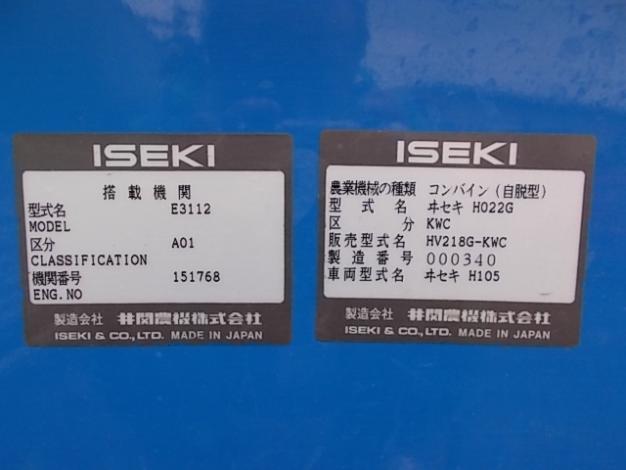 ISEKI
搭載機関
型式名 E3112
MODEL
区分 A01
CLASSIFICATION
機関番号 151768
ENG.NO
製造会社 井関農機株式会社
ISEKI & CO., LTD. MADE IN JAPAN
ISEKI
農業機械の種類 コンバイン(自脱型)
型式名 ヰセキ HO22G
区分 KWC
販売型式名 HV218G-KWC
製造番号 000340
車両型式名 ヰセキ H105
製造会社 井関農機株式会社
ISEKI & CO., LTD. MADE IN JAPAN